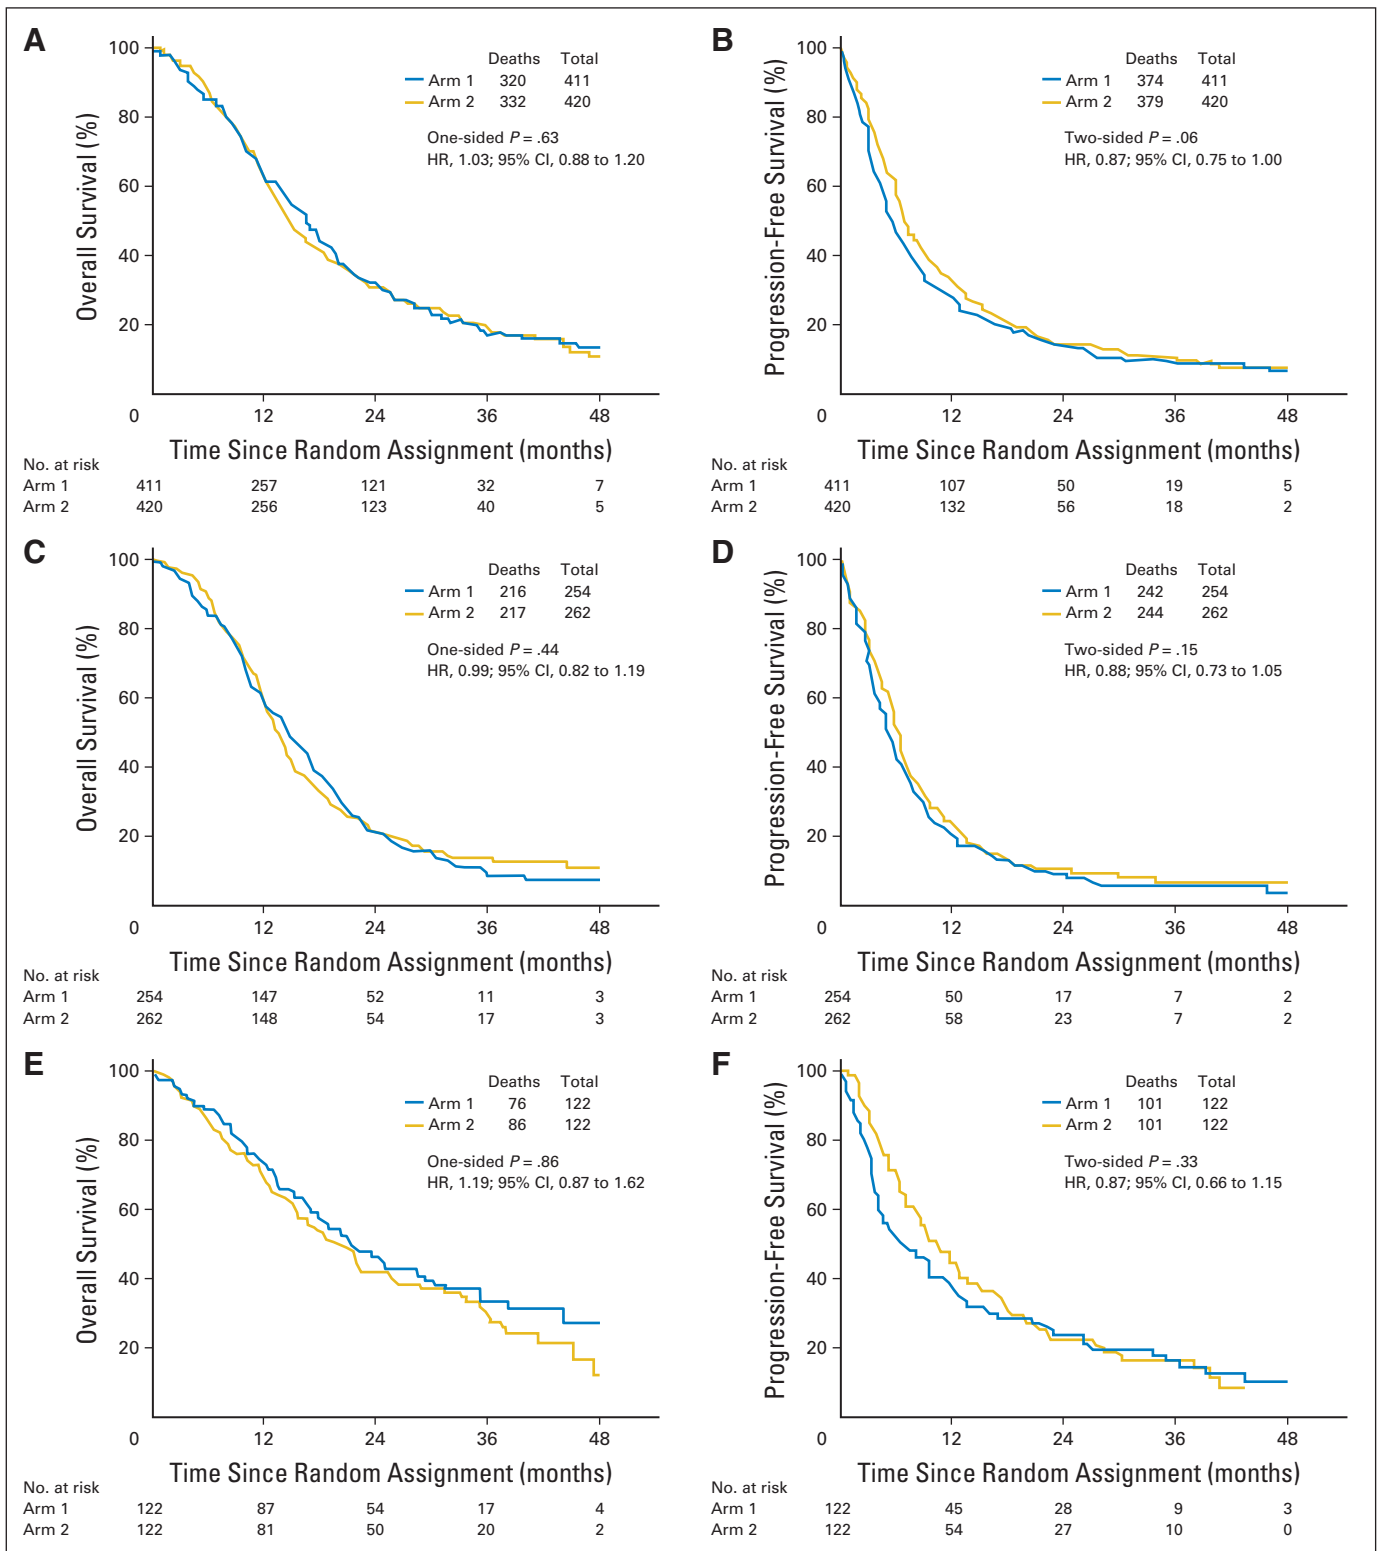 A
Overall Survival (%)
100
80
60
40
20
0
12
24
36
48
Deaths Total
Arm 1 320 411
Arm 2 332 420
One-sided P = .63
HR, 1.03; 95% CI, 0.88 to 1.20
Time Since Random Assignment (months)
No. at risk
Arm 1 411 257 121 32 7
Arm 2 420 256 123 40 5
B
Progression-Free Survival (%)
100
80
60
40
20
0
12
24
36
48
Deaths Total
Arm 1 374 411
Arm 2 379 420
Two-sided P = .06
HR, 0.87; 95% CI, 0.75 to 1.00
Time Since Random Assignment (months)
No. at risk
Arm 1 411 107 50 19 5
Arm 2 420 132 56 18 2
C
Overall Survival (%)
100
80
60
40
20
0
12
24
36
48
Deaths Total
Arm 1 216 254
Arm 2 217 262
One-sided P = .44
HR, 0.99; 95% CI, 0.82 to 1.19
Time Since Random Assignment (months)
No. at risk
Arm 1 254 147 52 11 3
Arm 2 262 148 54 17 3
D
Progression-Free Survival (%)
100
80
60
40
20
0
12
24
36
48
Deaths Total
Arm 1 242 254
Arm 2 244 262
Two-sided P = .15
HR, 0.88; 95% CI, 0.73 to 1.05
Time Since Random Assignment (months)
No. at risk
Arm 1 254 50 17 7 2
Arm 2 262 58 23 7 2
E
Overall Survival (%)
100
80
60
40
20
0
12
24
36
48
Deaths Total
Arm 1 76 122
Arm 2 86 122
One-sided P = .86
HR, 1.19; 95% CI, 0.87 to 1.62
Time Since Random Assignment (months)
No. at risk
Arm 1 122 87 54 17 4
Arm 2 122 81 50 20 2
F
Progression-Free Survival (%)
100
80
60
40
20
0
12
24
36
48
Deaths Total
Arm 1 101 122
Arm 2 101 122
Two-sided P = .33
HR, 0.87; 95% CI, 0.66 to 1.15
Time Since Random Assignment (months)
No. at risk
Arm 1 122 45 28 9 3
Arm 2 122 54 27 10 0